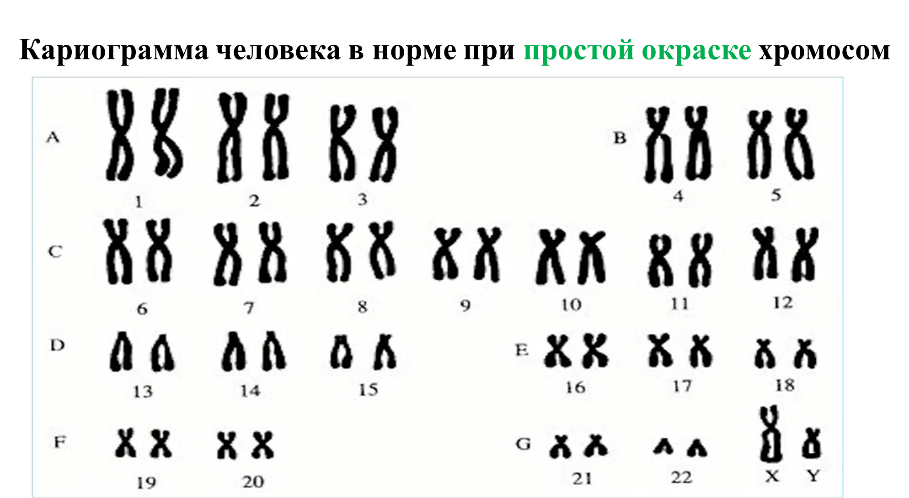 Кариограмма человека в норме при простой окраске хромосом
A B
1 2 3 4 5
C
6 7 8 9 10 11 12
D E
13 14 15 16 17 18
F G
19 20 21 22 X Y